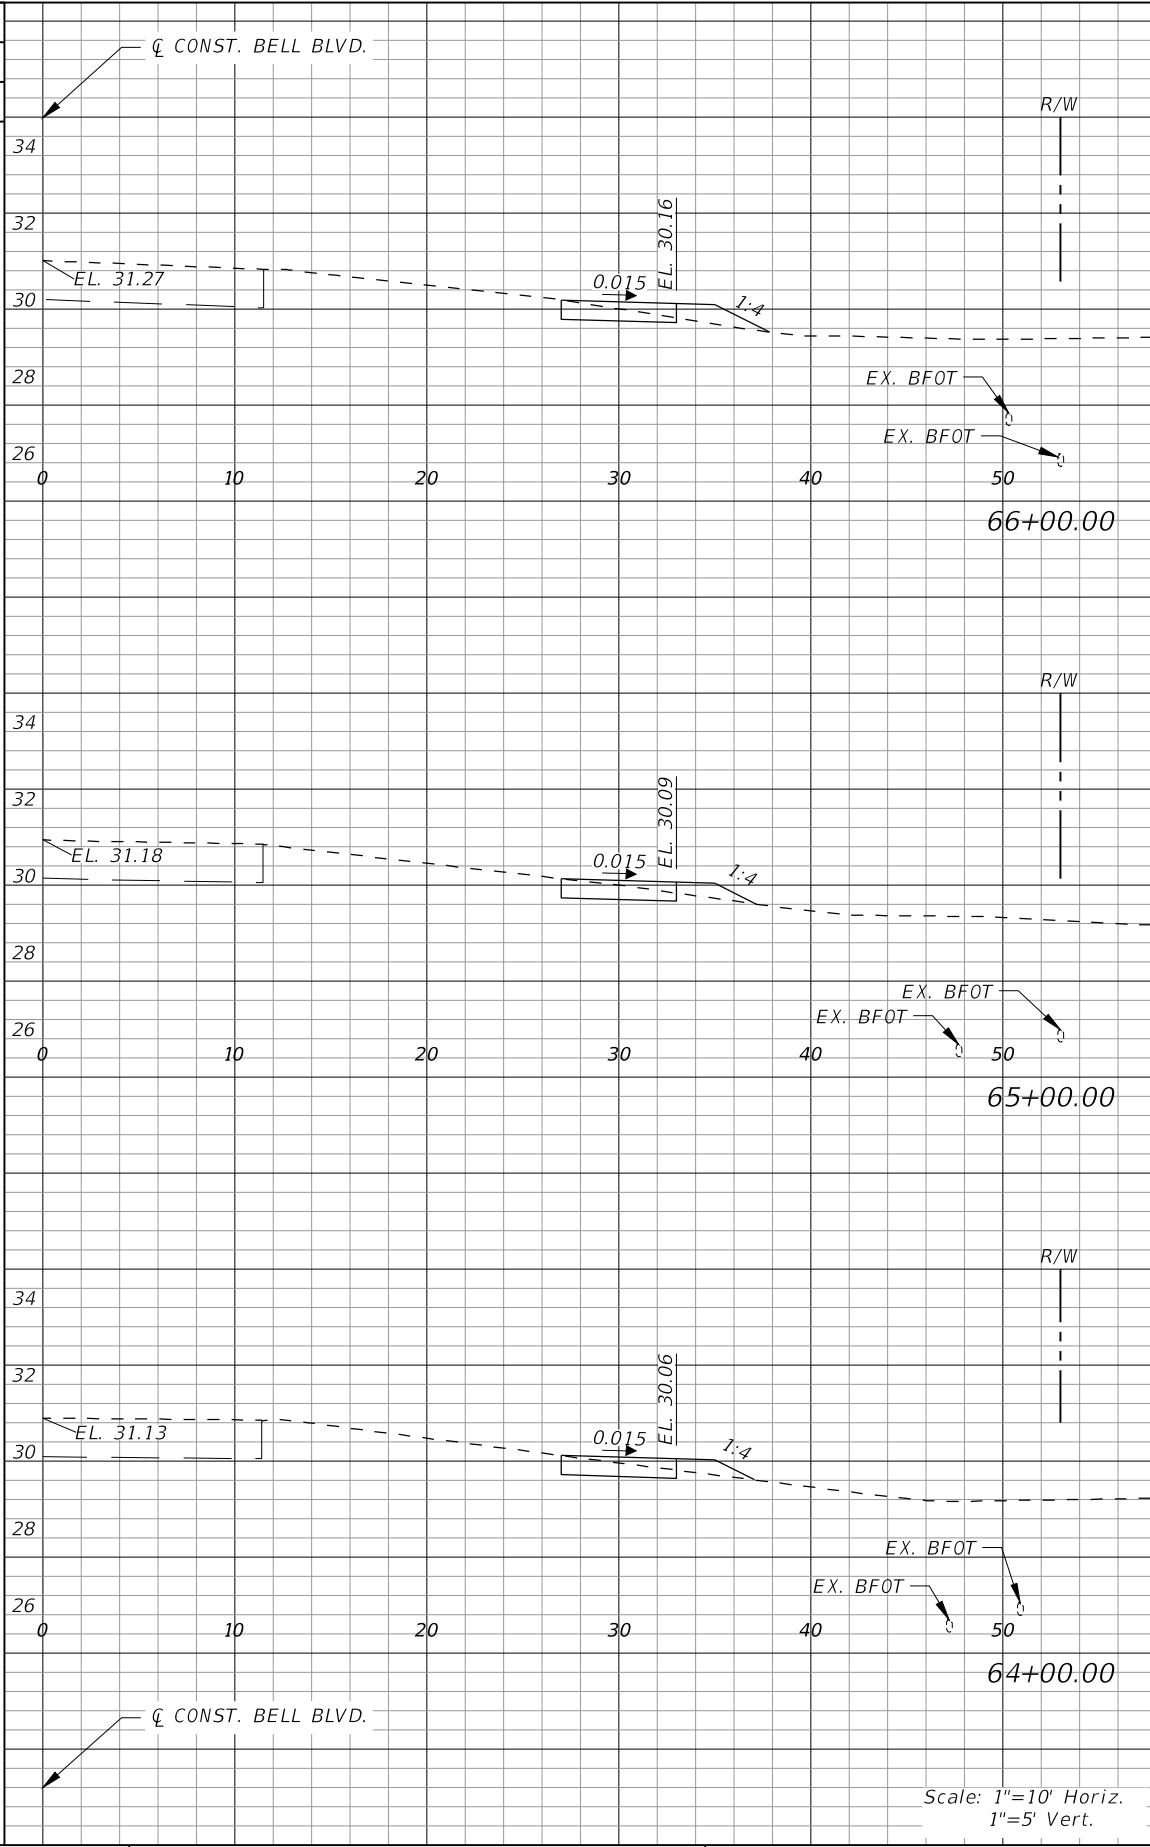 ℄ CONST. BELL BLVD.
R/W
34
32
EL. 30.16
EL. 31.27
0.015
1:4
30
28
EX. BFOT
EX. BFOT
26
0 10 20 30 40 50
66+00.00
R/W
34
32
EL. 30.09
EL. 31.18
0.015
1:4
30
28
EX. BFOT
EX. BFOT
26
0 10 20 30 40 50
65+00.00
R/W
34
32
EL. 30.06
EL. 31.13
0.015
1:4
30
28
EX. BFOT
EX. BFOT
26
0 10 20 30 40 50
64+00.00
℄ CONST. BELL BLVD.
Scale: 1"=10' Horiz.
1"=5' Vert.